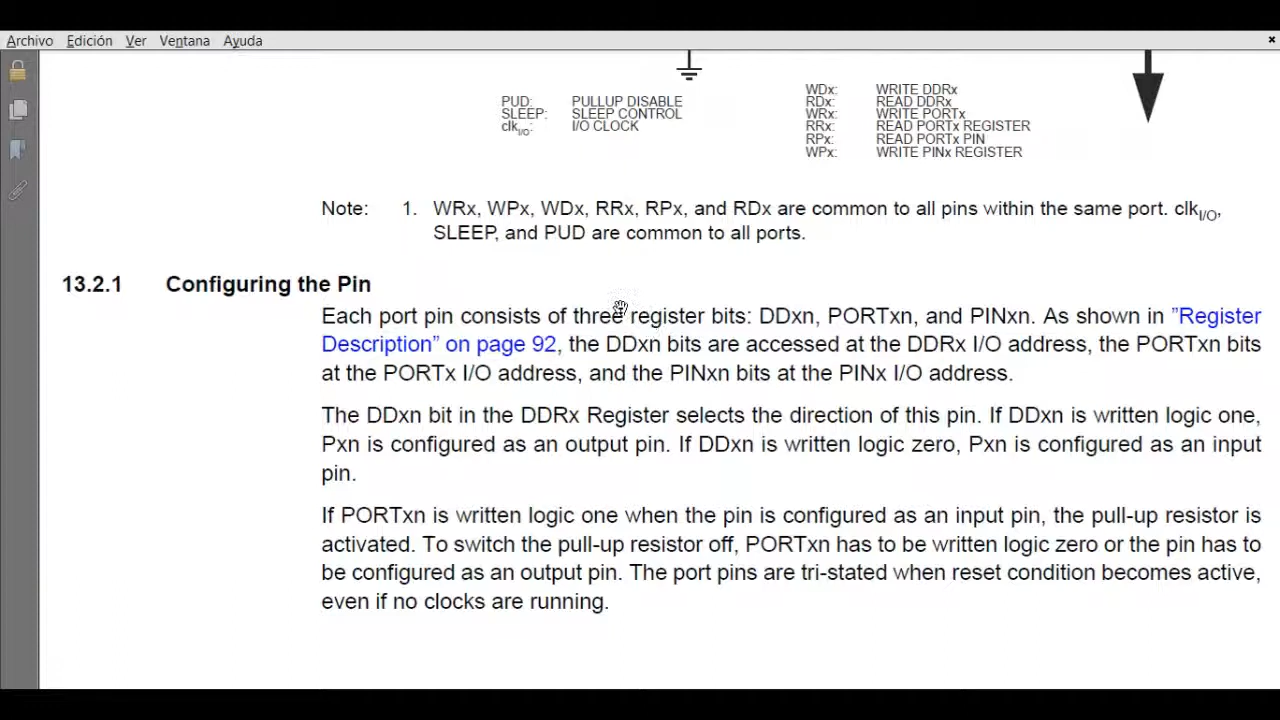 Archivo Edición Ver Ventana Ayuda
PUD: PULLUP DISABLE
SLEEP: SLEEP CONTROL
clkI/O: I/O CLOCK
WDx: WRITE DDRx
RDx: READ DDRx
WRx: WRITE PORTx
RRx: READ PORTx REGISTER
RPx: READ PORTx PIN
WPx: WRITE PINx REGISTER
Note: 1. WRx, WPx, WDx, RRx, RPx, and RDx are common to all pins within the same port. clkI/O,
SLEEP, and PUD are common to all ports.
13.2.1 Configuring the Pin
Each port pin consists of three register bits: DDxn, PORTxn, and PINxn. As shown in ”Register
Description” on page 92, the DDxn bits are accessed at the DDRx I/O address, the PORTxn bits
at the PORTx I/O address, and the PINxn bits at the PINx I/O address.
The DDxn bit in the DDRx Register selects the direction of this pin. If DDxn is written logic one,
Pxn is configured as an output pin. If DDxn is written logic zero, Pxn is configured as an input
pin.
If PORTxn is written logic one when the pin is configured as an input pin, the pull-up resistor is
activated. To switch the pull-up resistor off, PORTxn has to be written logic zero or the pin has to
be configured as an output pin. The port pins are tri-stated when reset condition becomes active,
even if no clocks are running.